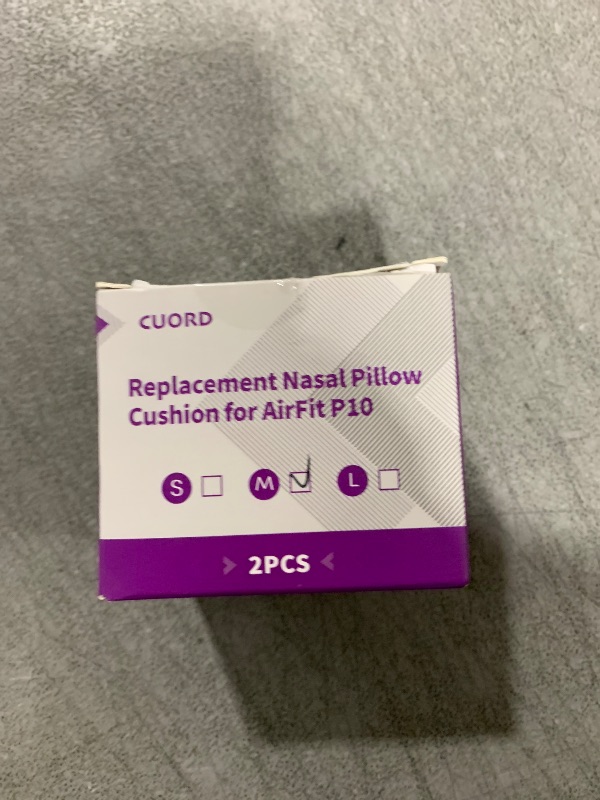 CUORD
Replacement Nasal Pillow
Cushion for AirFit P10
S M L
2PCS